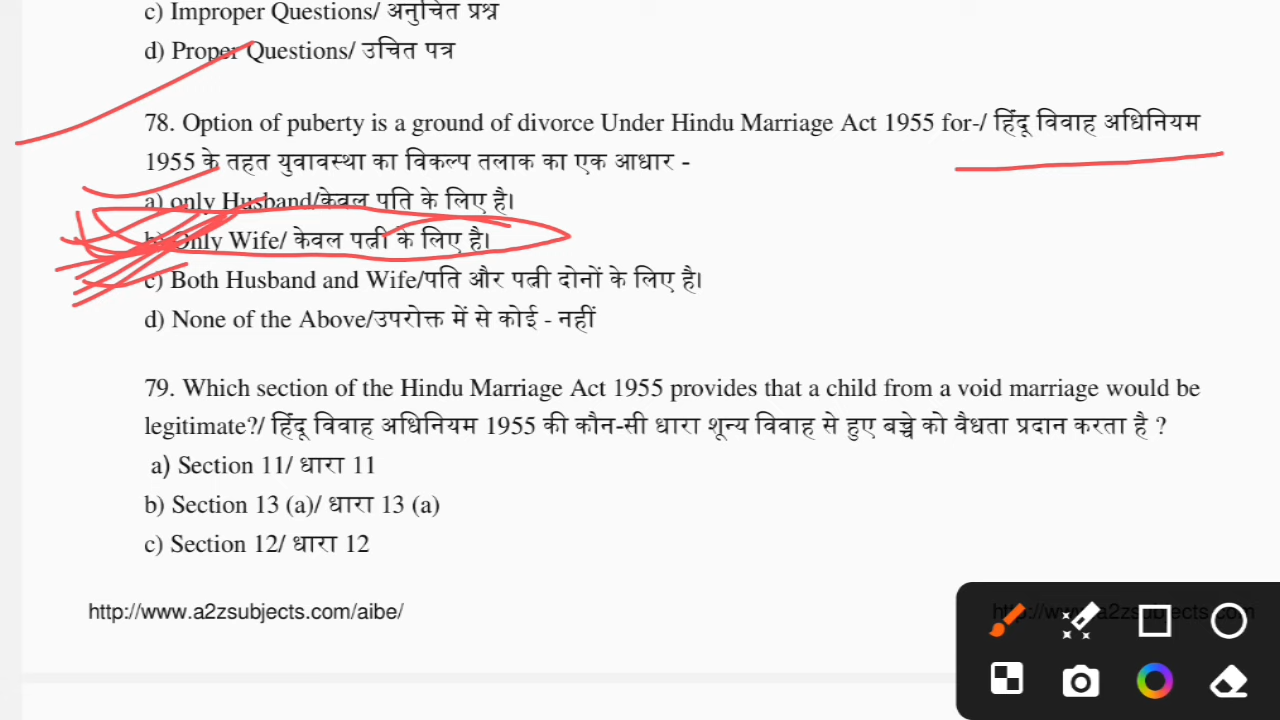 c) Improper Questions/ अनुचित प्रश्न
d) Proper Questions/ उचित पत्र
78. Option of puberty is a ground of divorce Under Hindu Marriage Act 1955 for-/ हिंदू विवाह अधिनियम
1955 के तहत युवावस्था का विकल्प तलाक का एक आधार -
a) only Husband/केवल पति के लिए है।
b) Only Wife/ केवल पत्नी के लिए है।
c) Both Husband and Wife/पति और पत्नी दोनों के लिए है।
d) None of the Above/उपरोक्त में से कोई - नहीं
79. Which section of the Hindu Marriage Act 1955 provides that a child from a void marriage would be
legitimate?/ हिंदू विवाह अधिनियम 1955 की कौन-सी धारा शून्य विवाह से हुए बच्चे को वैधता प्रदान करता है ?
a) Section 11/ धारा 11
b) Section 13 (a)/ धारा 13 (a)
c) Section 12/ धारा 12
http://www.a2zsubjects.com/aibe/
http://www.a2zsubjects.com